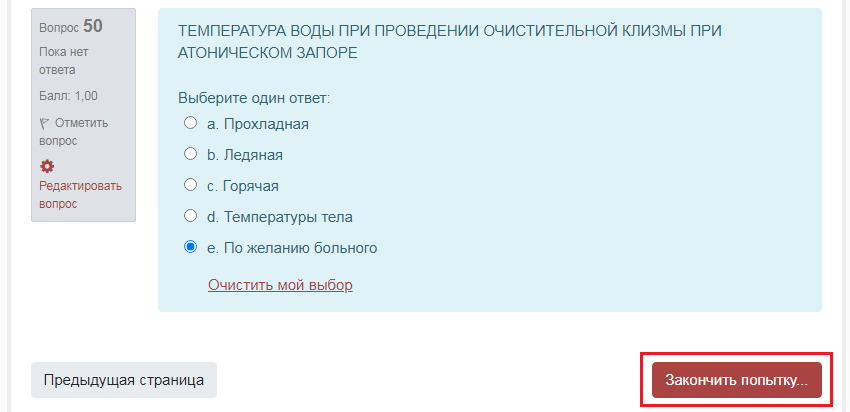 Вопрос 50
Пока нет
ответа
Балл: 1,00
Отметить
вопрос
Редактировать
вопрос
ТЕМПЕРАТУРА ВОДЫ ПРИ ПРОВЕДЕНИИ ОЧИСТИТЕЛЬНОЙ КЛИЗМЫ ПРИ
АТОНИЧЕСКОМ ЗАПОРЕ
Выберите один ответ:
a. Прохладная
b. Ледяная
c. Горячая
d. Температуры тела
e. По желанию больного
Очистить мой выбор
Предыдущая страница
Закончить попытку...